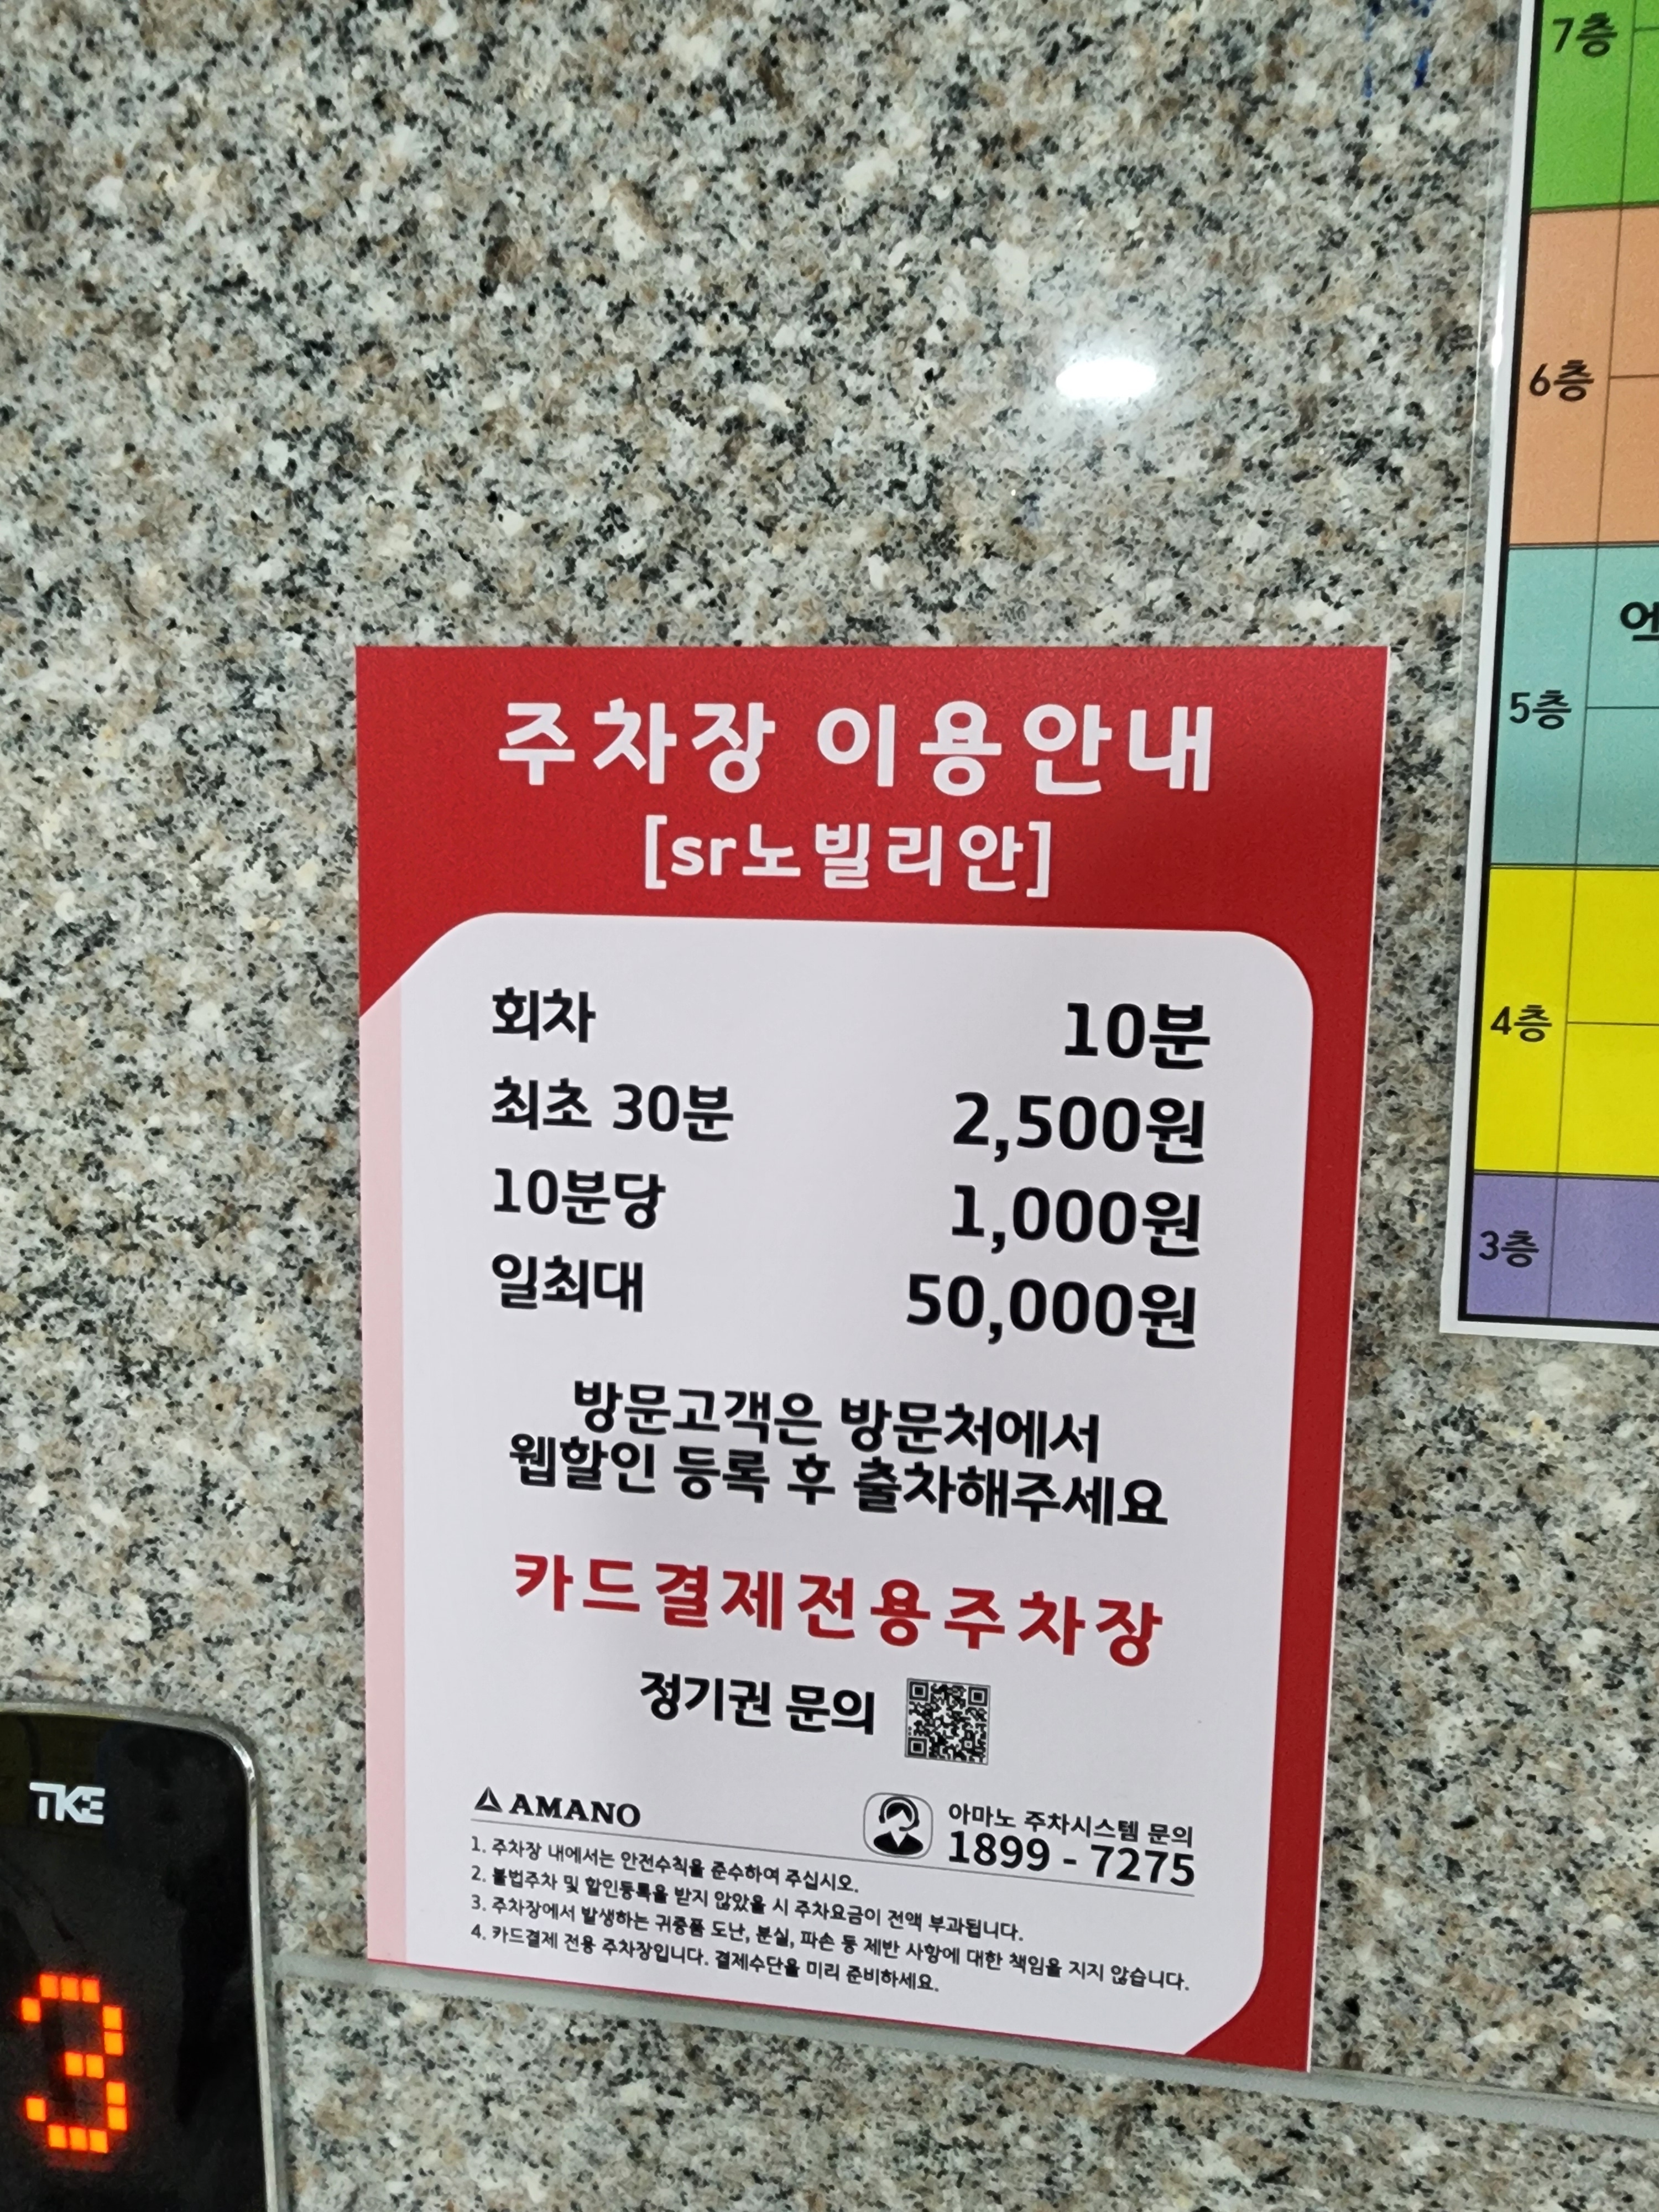 주차장 이용안내
[sr노빌리안]
회차 10분
최초 30분 2,500원
10분당 1,000원
일최대 50,000원
방문고객은 방문처에서
웹할인 등록 후 출차해주세요
카드결제전용주차장
정기권 문의
AMANO
아마노 주차시스템 문의
1899 - 7275
1. 주차장 내에서는 안전수칙을 준수하여 주십시오.
2. 불법주차 및 할인등록을 받지 않았을 시 주차요금이 전액 부과됩니다.
3. 주차장에서 발생하는 귀중품 도난, 분실, 파손 등 제반 사항에 대한 책임을 지지 않습니다.
4. 카드결제 전용 주차장입니다. 결제수단을 미리 준비하세요.
7층
6층
5층
4층
3층
TKE
3